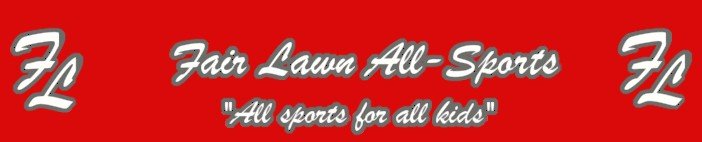 FL
Fair Lawn All-Sports
FL
"All sports for all kids"